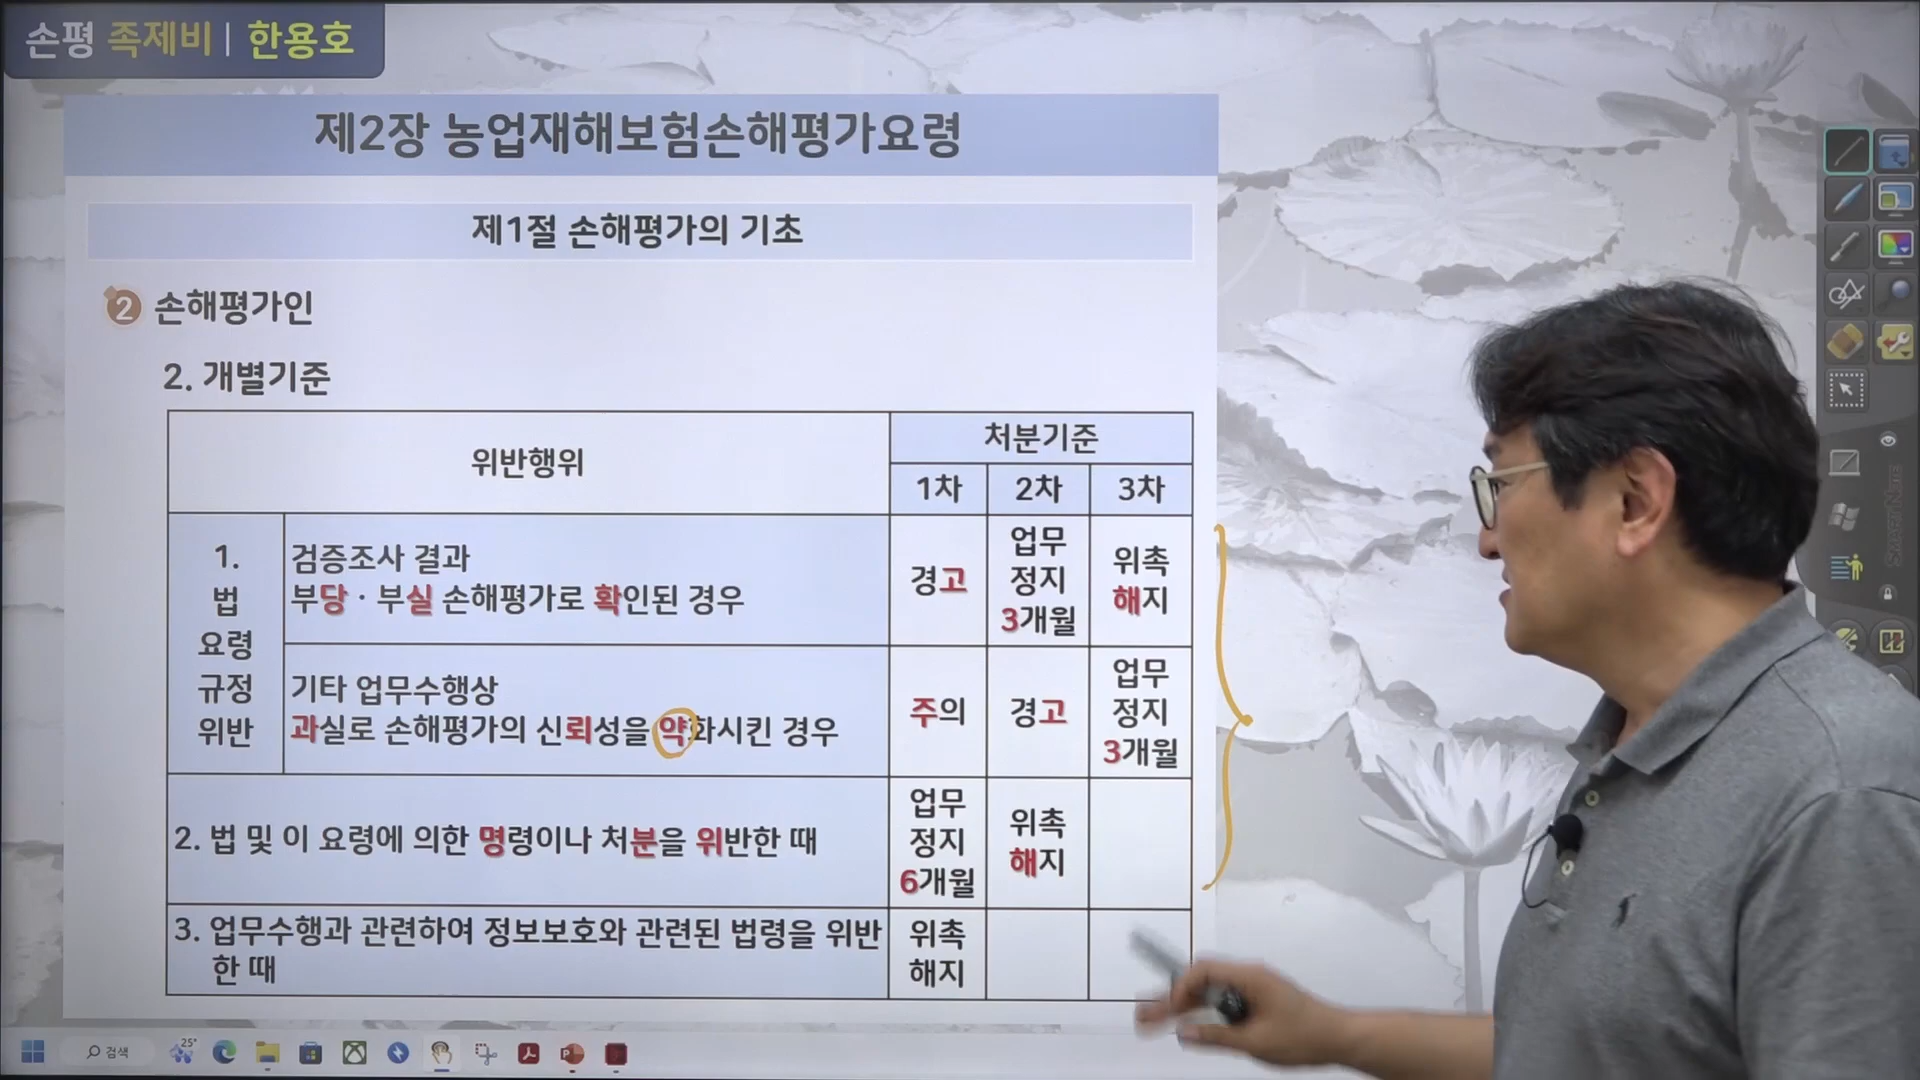 손평 족제비 | 한용호
제2장 농업재해보험손해평가요령
제1절 손해평가의 기초
2 손해평가인
2. 개별기준
위반행위
처분기준
1차 2차 3차
1.
법
요령
규정
위반
검증조사 결과
부당·부실 손해평가로 확인된 경우
경고
업무
정지
3개월
위촉
해지
기타 업무수행상
과실로 손해평가의 신뢰성을 약화시킨 경우
주의
경고
업무
정지
3개월
2. 법 및 이 요령에 의한 명령이나 처분을 위반한 때
업무
정지
6개월
위촉
해지
3. 업무수행과 관련하여 정보보호와 관련된 법령을 위반
한 때
위촉
해지
검색
25°